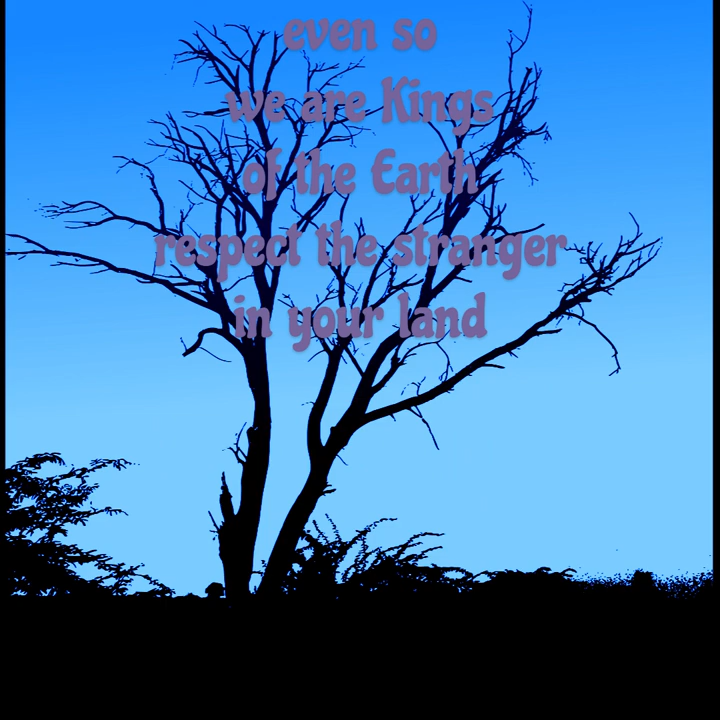 even so
we are Kings
of the Earth
respect the stranger
in your land